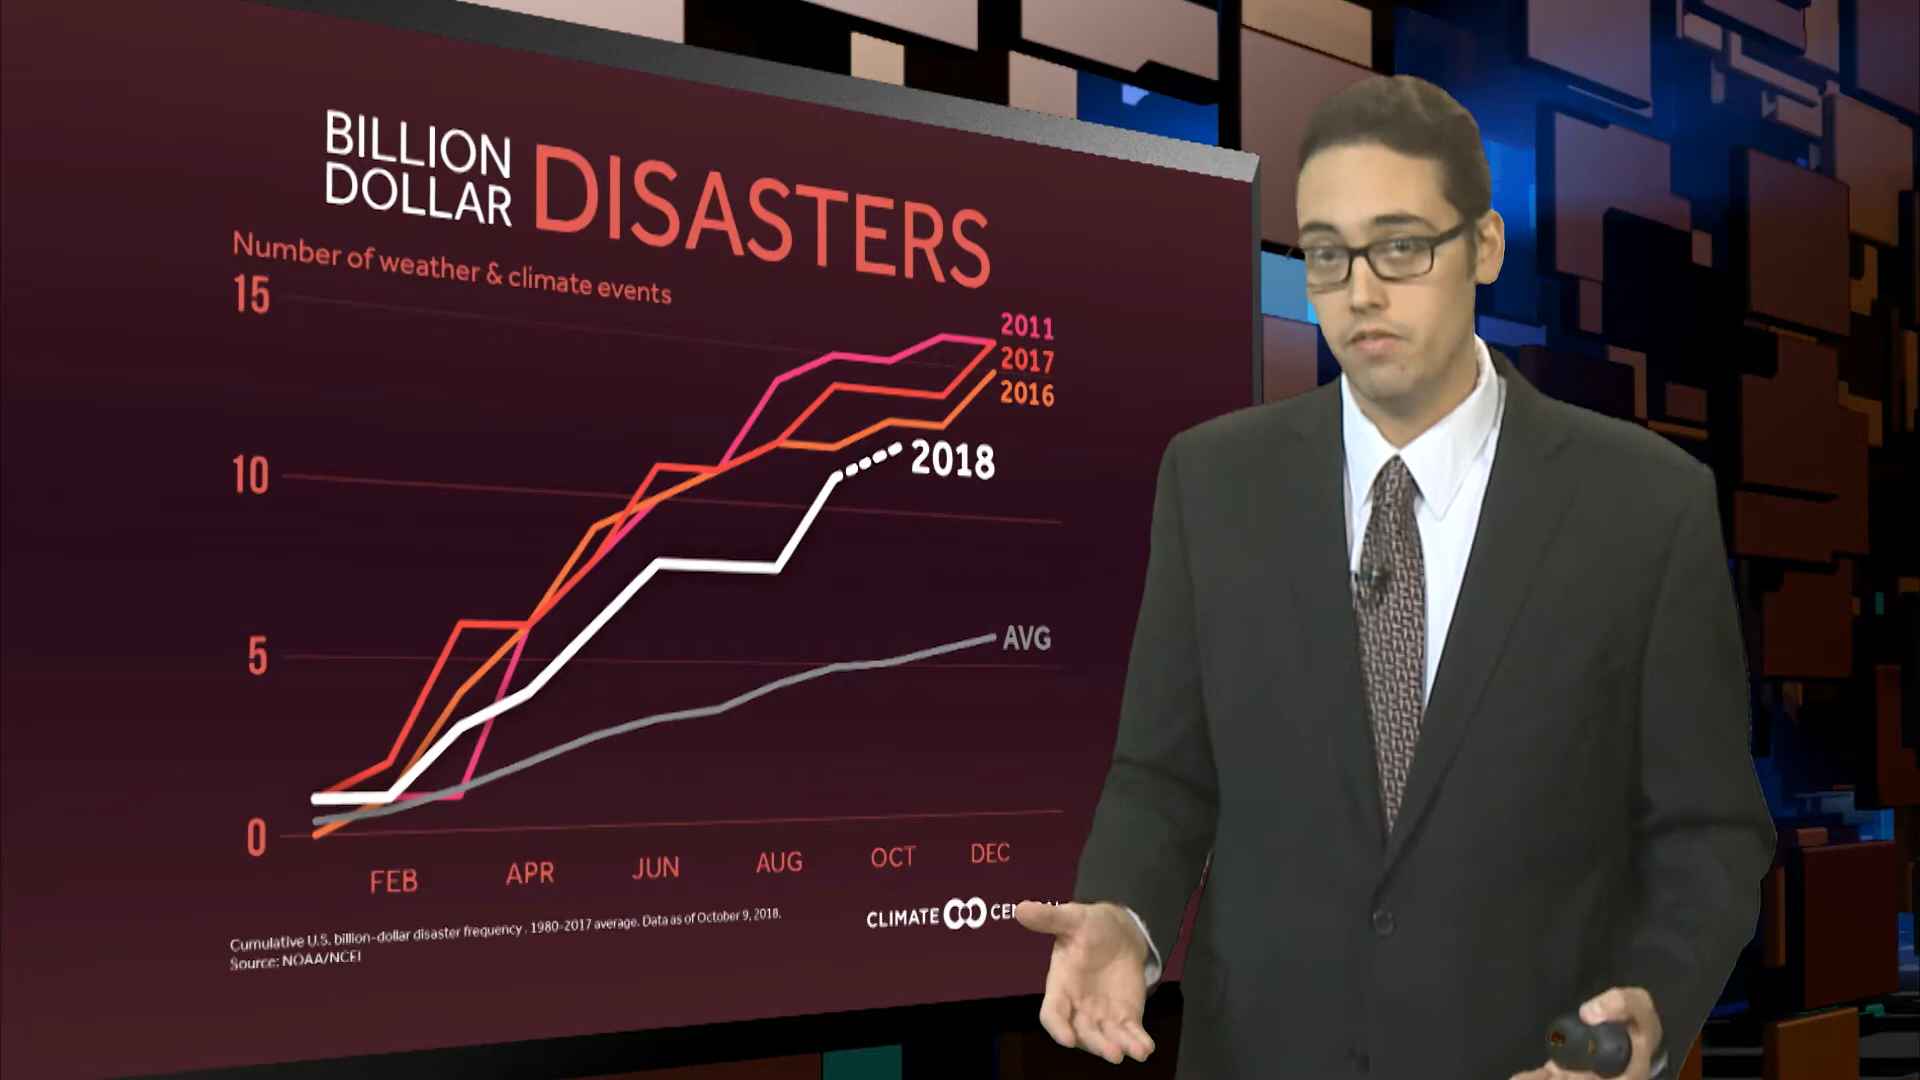 BILLION
DOLLAR
DISASTERS
Number of weather & climate events
15
10
5
0
2011
2017
2016
2018
AVG
FEB APR JUN AUG OCT DEC
CLIMATE
Cumulative U.S. billion-dollar disaster frequency. 1980-2017 average. Data as of October 9, 2018.
Source: NOAA/NCEI